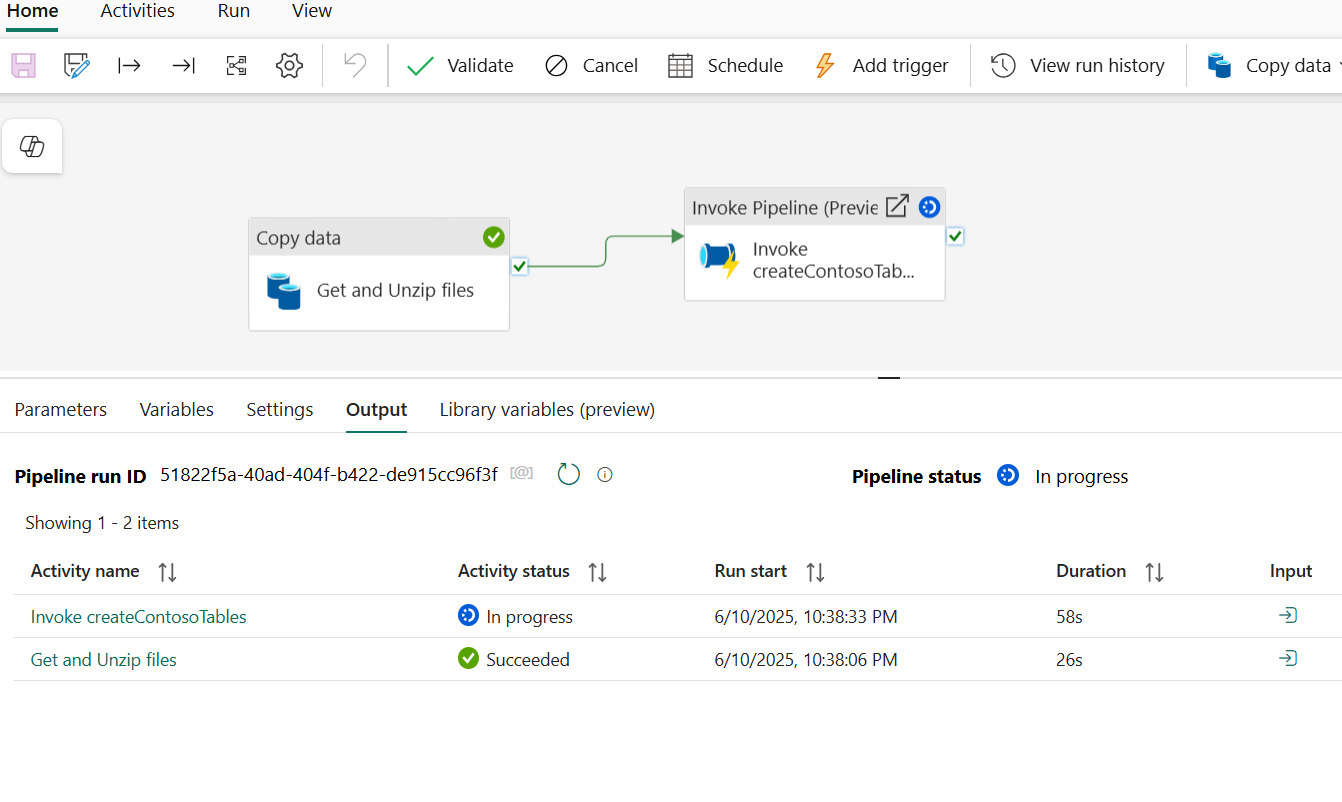 Home Activities Run View
Validate Cancel Schedule Add trigger View run history Copy data
Invoke Pipeline (Previe
Copy data
Invoke
createContosoTab...
Get and Unzip files
Parameters Variables Settings Output Library variables (preview)
Pipeline run ID 51822f5a-40ad-404f-b422-de915cc96f3f [@] Pipeline status In progress
Showing 1 - 2 items
Activity name Activity status Run start Duration Input
Invoke createContosoTables In progress 6/10/2025, 10:38:33 PM 58s
Get and Unzip files Succeeded 6/10/2025, 10:38:06 PM 26s